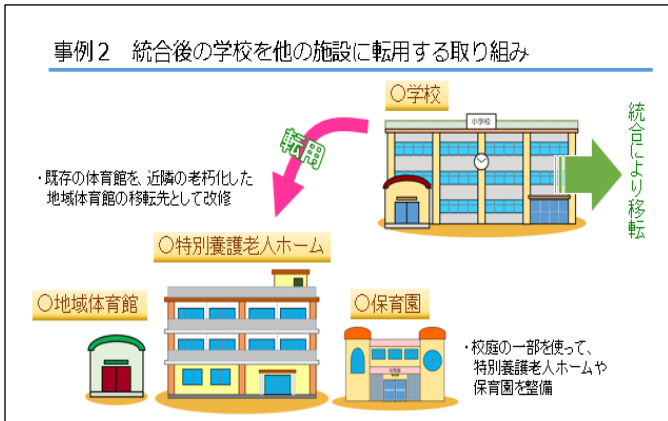 事例２　統合後の学校を他の施設に転用する取り組み
○学校
小学校
統合により移転
転用
・既存の体育館を、近隣の老朽化した
地域体育館の移転先として改修
○特別養護老人ホーム
○地域体育館
○保育園
・校庭の一部を使って、
特別養護老人ホームや
保育園を整備